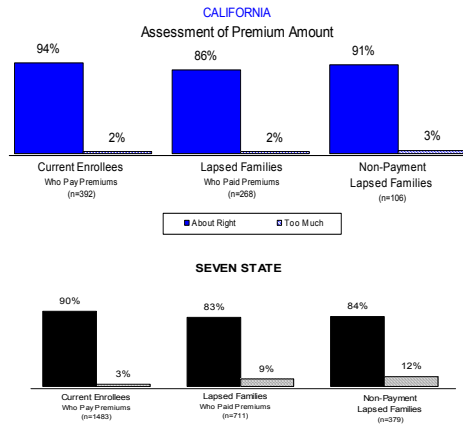 CALIFORNIA
Assessment of Premium Amount
94%
2%
86%
2%
91%
3%
Current Enrollees
Who Pay Premiums
(n=392)
Lapsed Families
Who Paid Premiums
(n=268)
Non-Payment
Lapsed Families
(n=106)
About Right
Too Much
SEVEN STATE
90%
3%
83%
9%
84%
12%
Current Enrollees
Who Pay Premiums
(n=1483)
Lapsed Families
Who Paid Premiums
(n=711)
Non-Payment
Lapsed Families
(n=379)